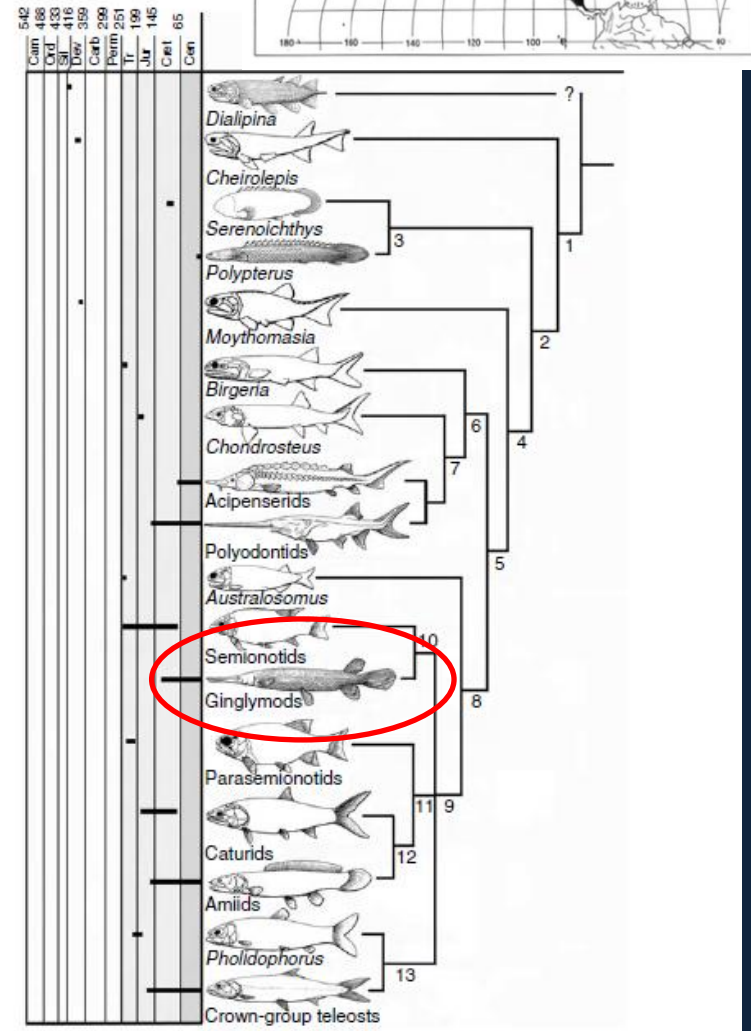 180
160
140
120
100
542 488 433 416 359 299 251 199 145 65
Cam Ord Sil Dev Carb Perm Tr Jur Cret Cen
?
Dialipina
Cheirolepis
Serenoichthys
3
1
Polypterus
Moythomasia
2
Birgeria
6
4
Chondrosteus
7
Acipenserids
Polyodontids
5
Australosomus
10
Semionotids
Ginglymods
8
Parasemionotids
11
9
Caturids
12
Amiids
Pholidophorus
13
Crown-group teleosts